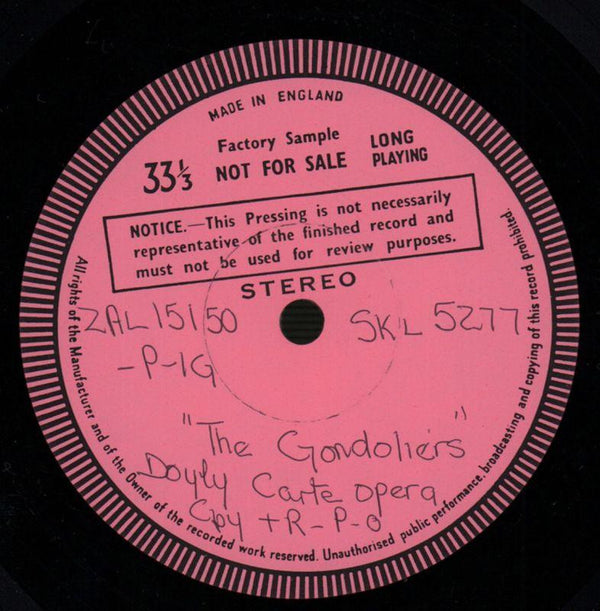 MADE IN ENGLAND
Factory Sample
NOT FOR SALE
33⅓
LONG
PLAYING
NOTICE.—This Pressing is not necessarily
representative of the finished record and
must not be used for review purposes.
STEREO
ZAL 15150
-P-1G
SKL 5277
"The Gondoliers"
Doyly Carte opera
Cpy + R-P-O
All rights of the Manufacturer and of the Owner of the recorded work reserved. Unauthorised public performance, broadcasting and copying of this record prohibited.